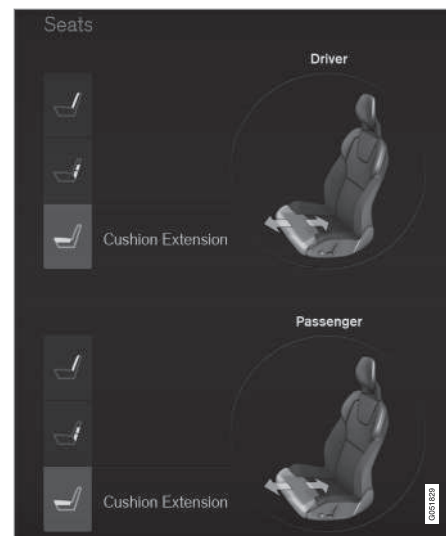 Seats
Driver
Cushion Extension
Passenger
Cushion Extension
G051829